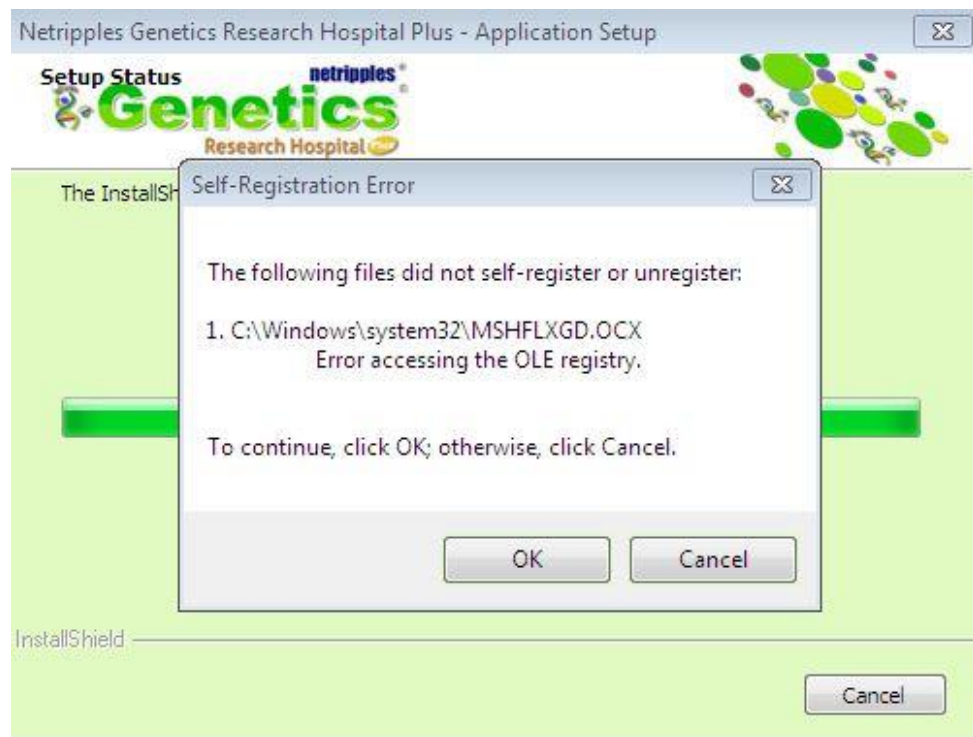 Netripples Genetics Research Hospital Plus - Application Setup
Setup Status
netripples®
Genetics
Research Hospital Plus
The InstallSh
Self-Registration Error
The following files did not self-register or unregister:
1. C:\Windows\system32\MSHFLXGD.OCX
Error accessing the OLE registry.
To continue, click OK; otherwise, click Cancel.
OK
Cancel
InstallShield
Cancel